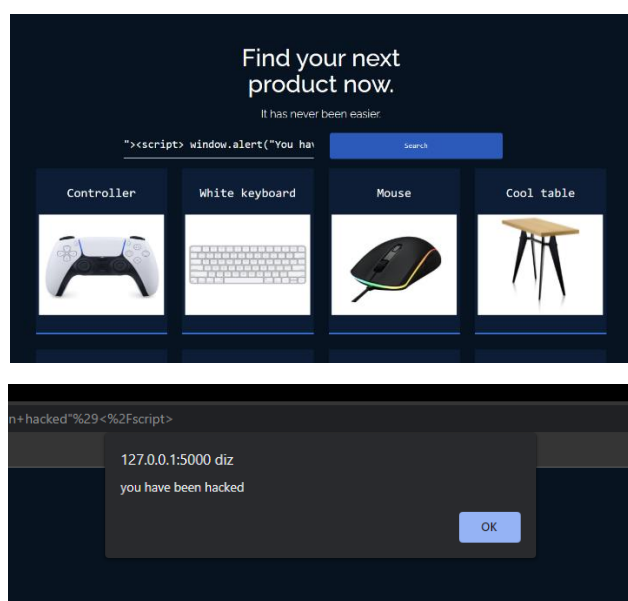 Find your next
product now.
It has never been easier.
"><script> window.alert("You hav
Search
Controller
White keyboard
Mouse
Cool table
n+hacked"%29<%2Fscript>
127.0.0.1:5000 diz
you have been hacked
OK